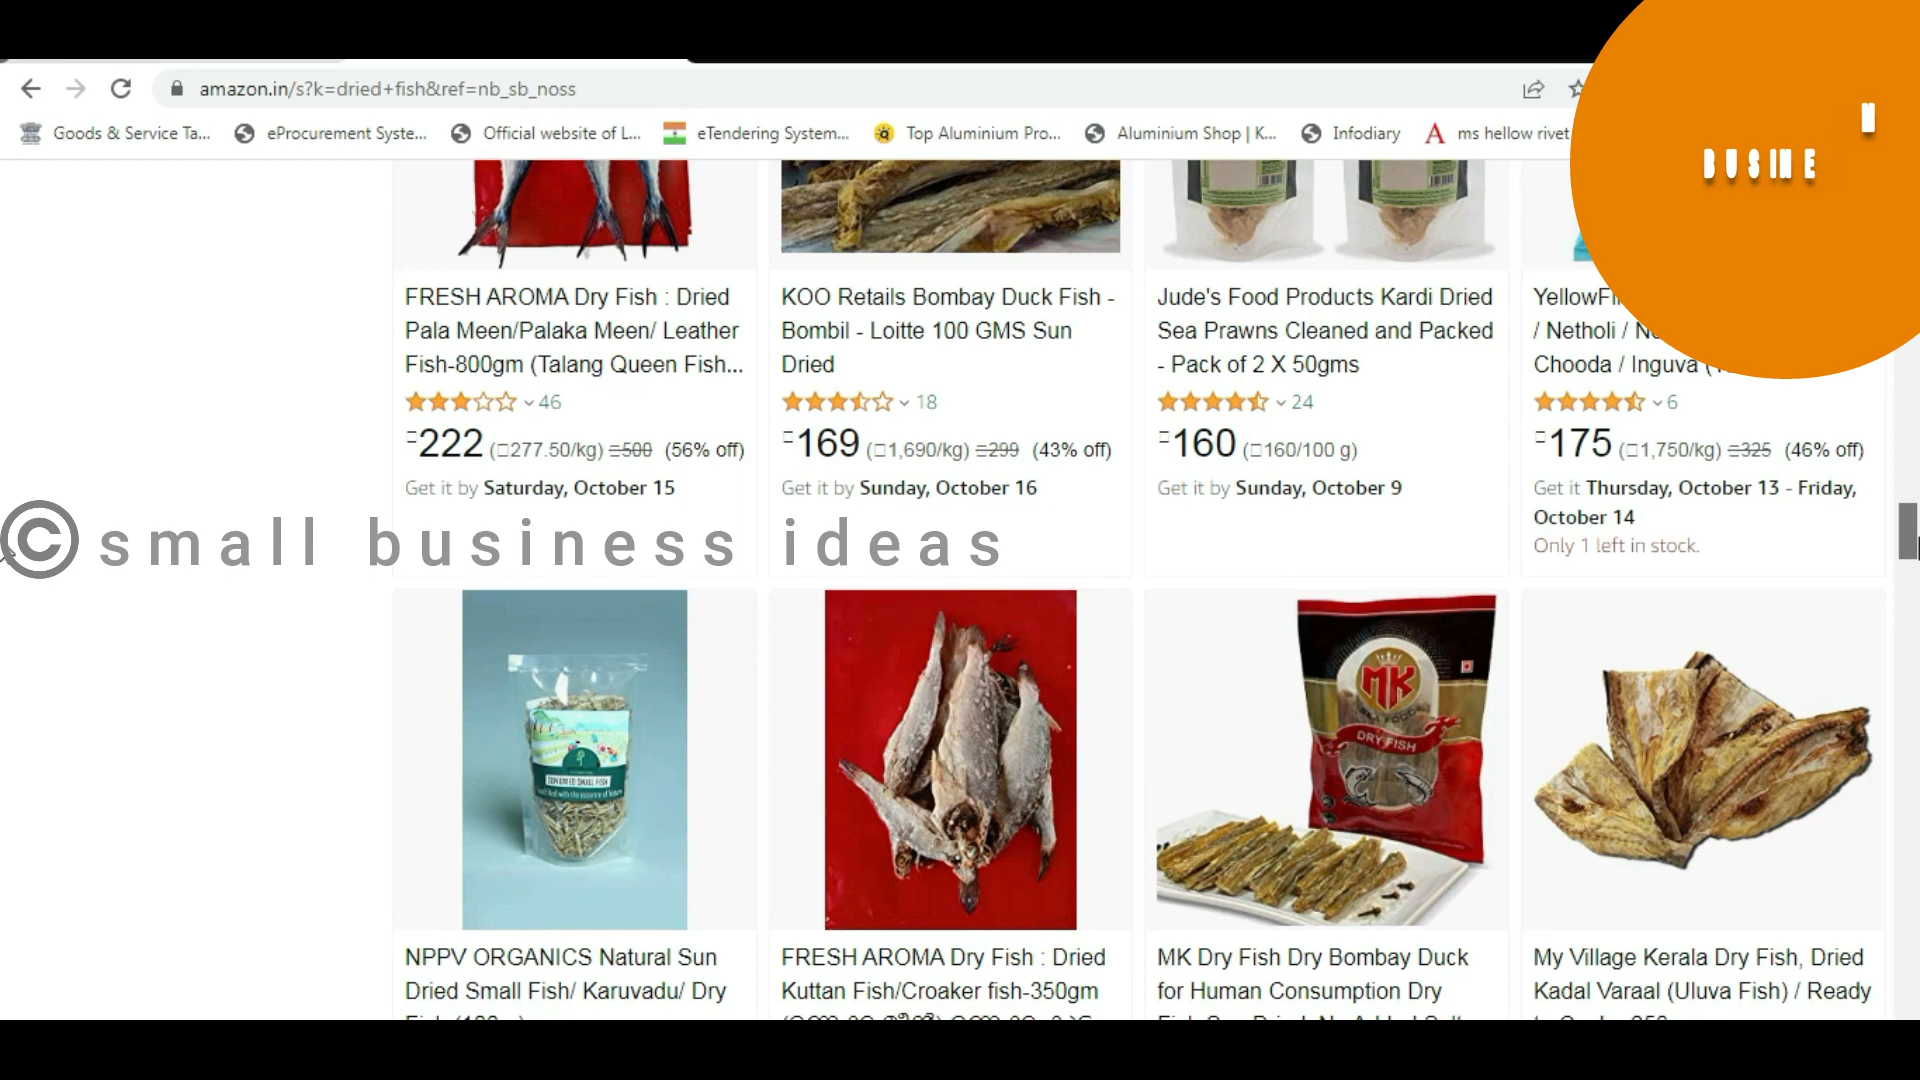 amazon.in/s?k=dried+fish&ref=nb_sb_noss
Goods & Service Ta... eProcurement Syste... Official website of L... eTendering System... Top Aluminium Pro... Aluminium Shop | K... Infodiary ms hellow rivet
BUSINE
FRESH AROMA Dry Fish : Dried
Pala Meen/Palaka Meen/ Leather
Fish-800gm (Talang Queen Fish...
46
222 (277.50/kg) 500 (56% off)
Get it by Saturday, October 15
KOO Retails Bombay Duck Fish -
Bombil - Loitte 100 GMS Sun
Dried
18
169 (1,690/kg) 299 (43% off)
Get it by Sunday, October 16
Jude's Food Products Kardi Dried
Sea Prawns Cleaned and Packed
- Pack of 2 X 50gms
24
160 (160/100 g)
Get it by Sunday, October 9
/ Netholi /
Chooda / Inguva
6
175 (1,750/kg) 325 (46% off)
Get it Thursday, October 13 - Friday,
October 14
Only 1 left in stock.
© small business ideas
SUN DRIED SMALL FISH
MK
DRY FISH
NPPV ORGANICS Natural Sun
Dried Small Fish/ Karuvadu/ Dry
FRESH AROMA Dry Fish : Dried
Kuttan Fish/Croaker fish-350gm
MK Dry Fish Dry Bombay Duck
for Human Consumption Dry
My Village Kerala Dry Fish, Dried
Kadal Varaal (Uluva Fish) / Ready